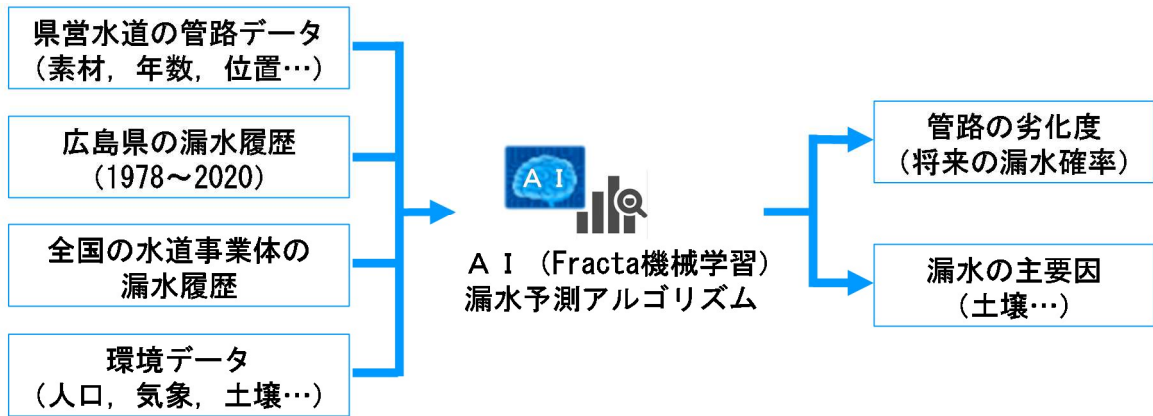 県営水道の管路データ
(素材，年数，位置…)
広島県の漏水履歴
(1978～2020)
全国の水道事業体の
漏水履歴
環境データ
(人口，気象，土壌…)
ＡＩ
ＡＩ（Fracta機械学習）
漏水予測アルゴリズム
管路の劣化度
(将来の漏水確率)
漏水の主要因
(土壌…)